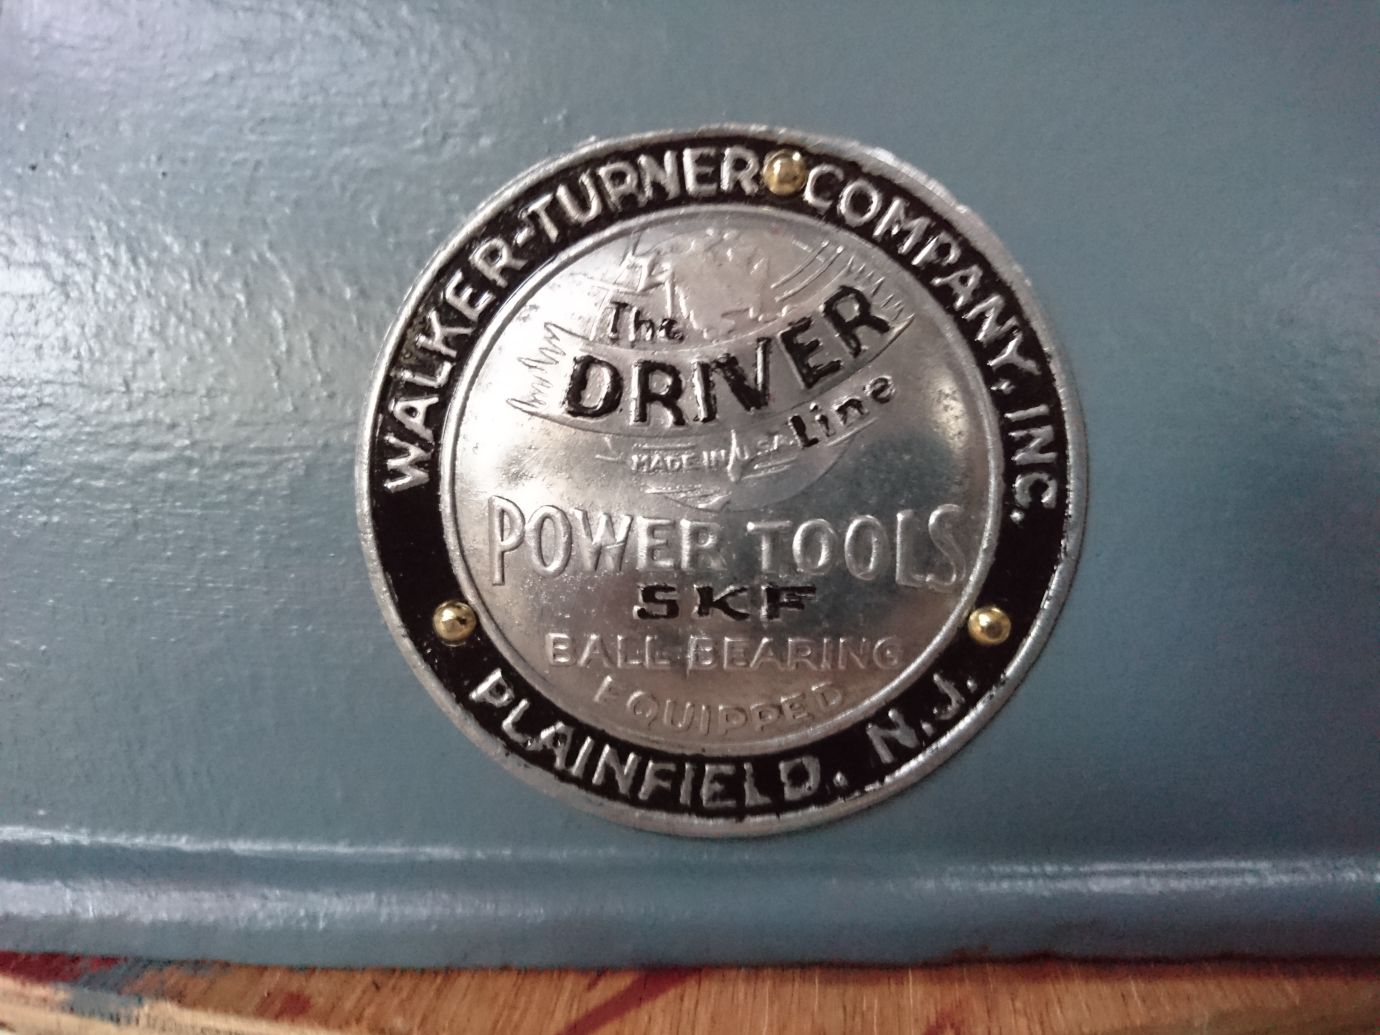 WALKER-TURNER COMPANY, INC.
The
DRIVER
Line
MADE IN U.S.A.
POWER TOOLS
SKF
BALL BEARING
EQUIPPED
PLAINFIELD, N.J.